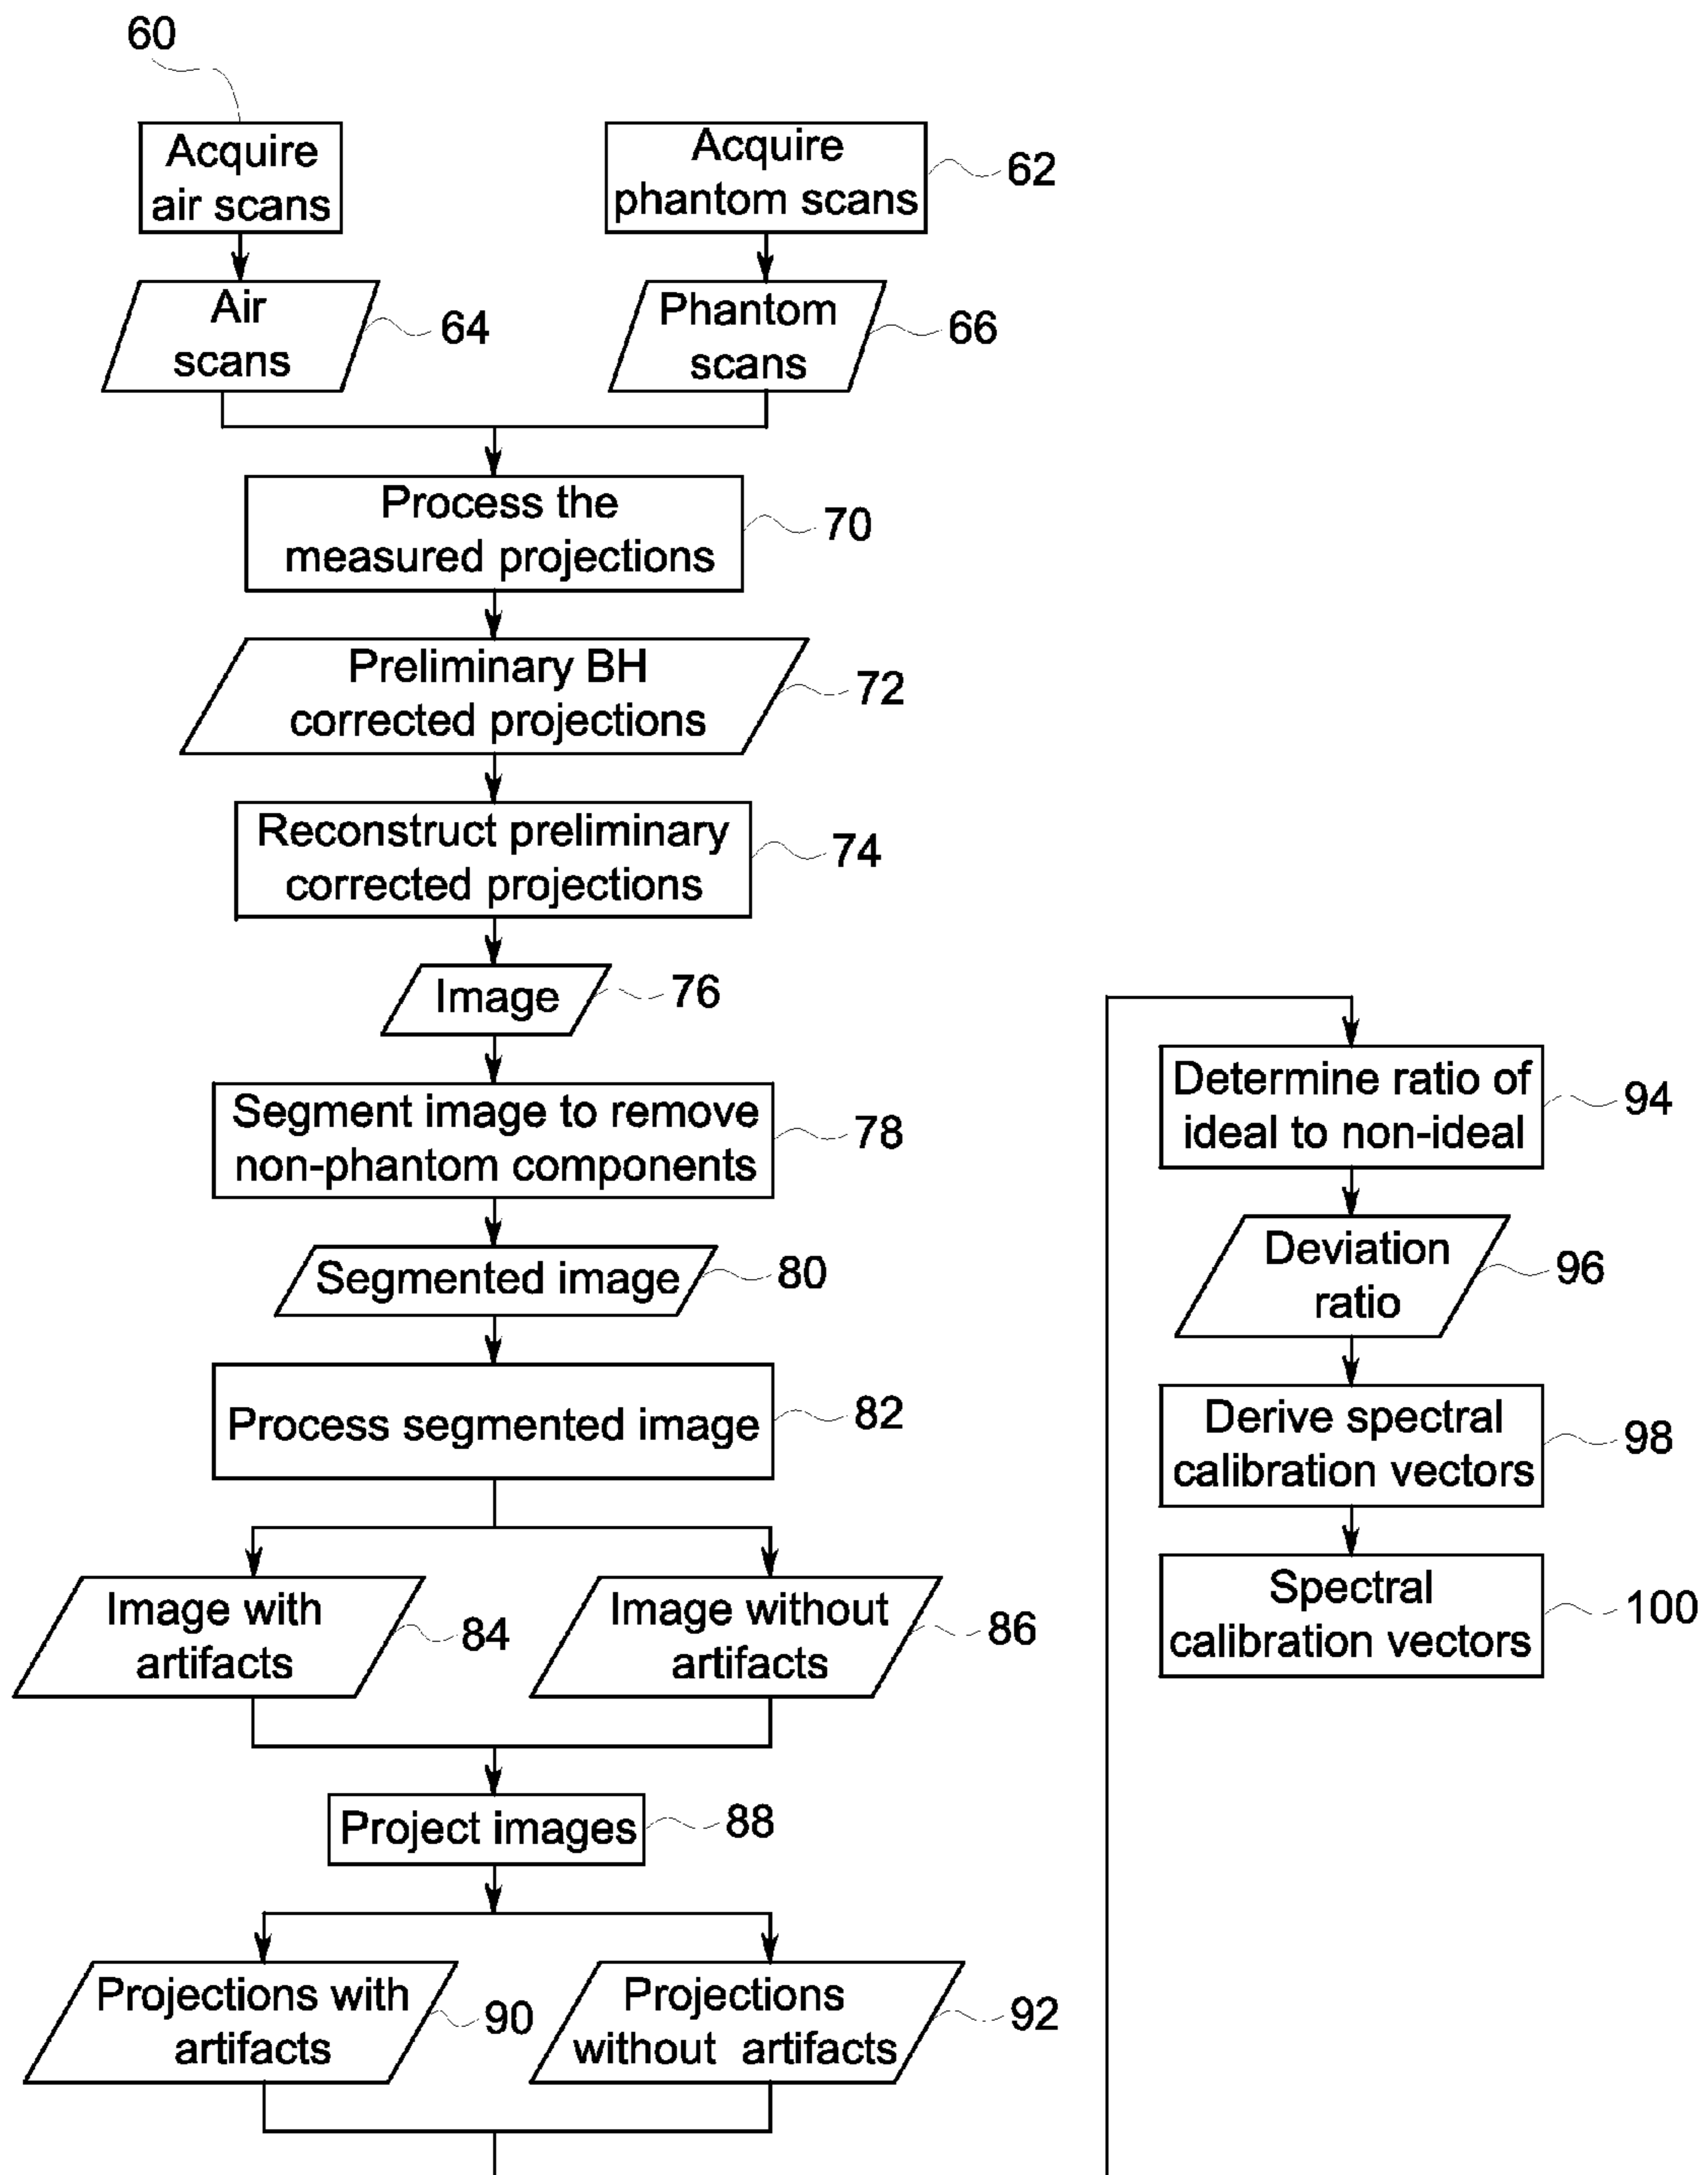 60
Acquire
air scans
Acquire
phantom scans
62
Air
scans
64
Phantom
scans
66
Process the
measured projections
70
Preliminary BH
corrected projections
72
Reconstruct preliminary
corrected projections
74
Image
76
Segment image to remove
non-phantom components
78
Segmented image
80
Process segmented image
82
Image with
artifacts
84
Image without
artifacts
86
Project images
88
Projections with
artifacts
90
Projections
without artifacts
92
Determine ratio of
ideal to non-ideal
94
Deviation
ratio
96
Derive spectral
calibration vectors
98
Spectral
calibration vectors
100